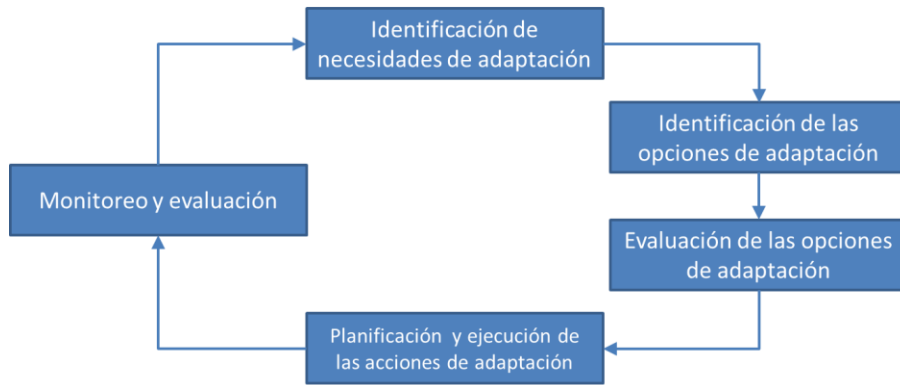 Identificación de
necesidades de adaptación
Identificación de las
opciones de adaptación
Evaluación de las opciones
de adaptación
Planificación y ejecución de
las acciones de adaptación
Monitoreo y evaluación